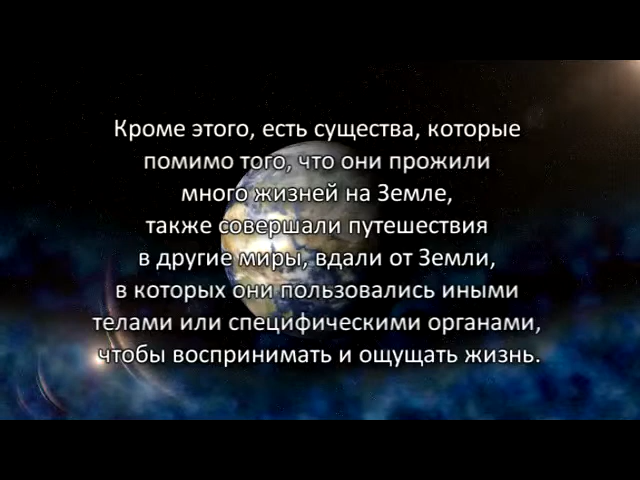 Кроме этого, есть существа, которые
помимо того, что они прожили
много жизней на Земле,
также совершали путешествия
в другие миры, вдали от Земли,
в которых они пользовались иными
телами или специфическими органами,
чтобы воспринимать и ощущать жизнь.